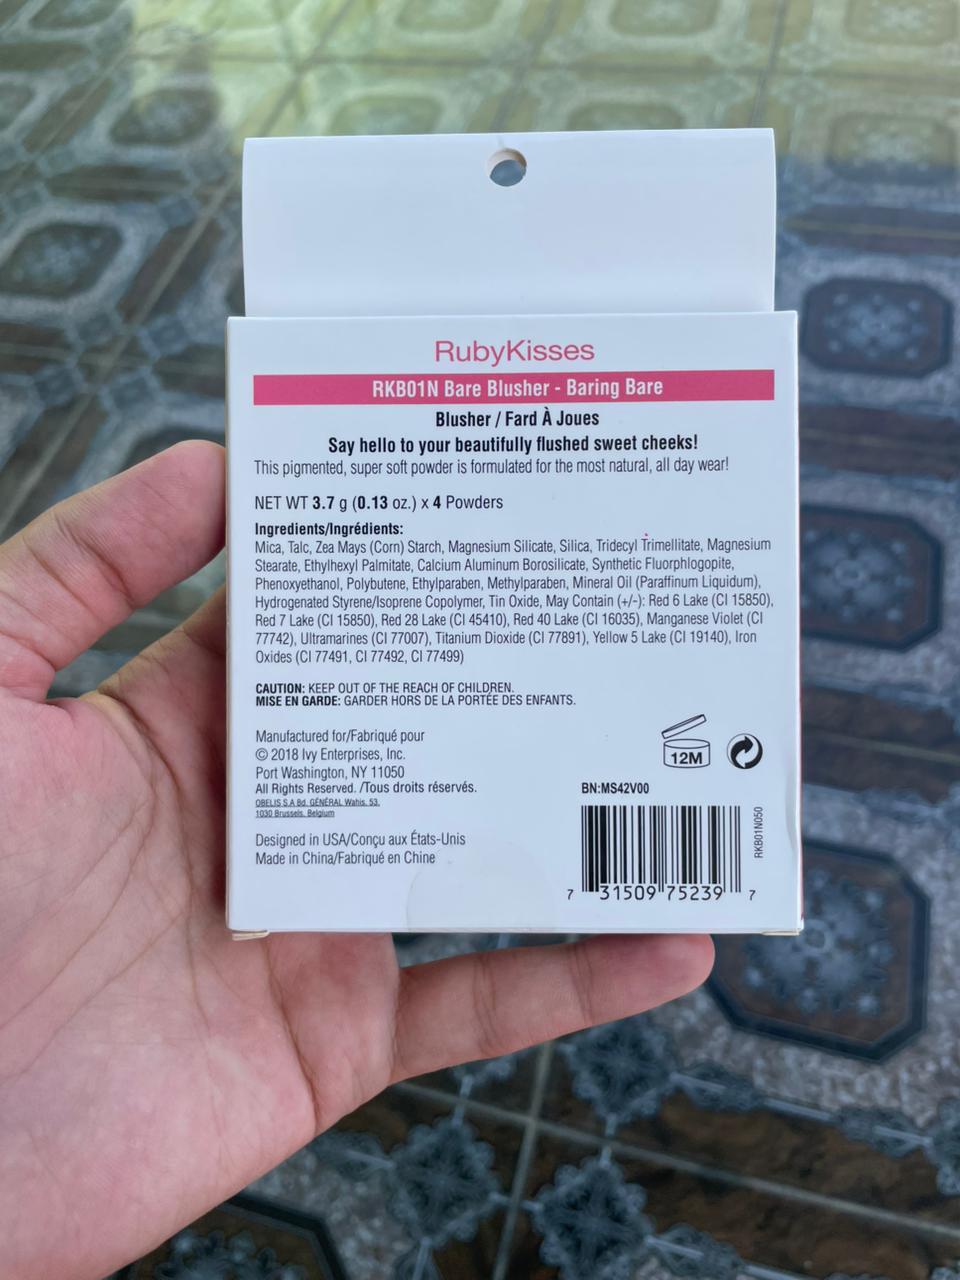 RubyKisses
RKB01N Bare Blusher - Baring Bare
Blusher / Fard À Joues
Say hello to your beautifully flushed sweet cheeks!
This pigmented, super soft powder is formulated for the most natural, all day wear!
NET WT 3.7 g (0.13 oz.) x 4 Powders
Ingredients/Ingrédients:
Mica, Talc, Zea Mays (Corn) Starch, Magnesium Silicate, Silica, Tridecyl Trimellitate, Magnesium
Stearate, Ethylhexyl Palmitate, Calcium Aluminum Borosilicate, Synthetic Fluorphlogopite,
Phenoxyethanol, Polybutene, Ethylparaben, Methylparaben, Mineral Oil (Paraffinum Liquidum),
Hydrogenated Styrene/Isoprene Copolymer, Tin Oxide, May Contain (+/-): Red 6 Lake (CI 15850),
Red 7 Lake (CI 15850), Red 28 Lake (CI 45410), Red 40 Lake (CI 16035), Manganese Violet (CI
77742), Ultramarines (CI 77007), Titanium Dioxide (CI 77891), Yellow 5 Lake (CI 19140), Iron
Oxides (CI 77491, CI 77492, CI 77499)
CAUTION: KEEP OUT OF THE REACH OF CHILDREN.
MISE EN GARDE: GARDER HORS DE LA PORTÉE DES ENFANTS.
Manufactured for/Fabriqué pour
© 2018 Ivy Enterprises, Inc.
Port Washington, NY 11050
All Rights Reserved. /Tous droits réservés.
OBELIS S.A Bd. GÉNÉRAL Wahis. 53.
1030 Brussels. Belgium
Designed in USA/Conçu aux États-Unis
Made in China/Fabriqué en Chine
12M
BN:MS42V00
RKB01N050
7 31509 75239 7